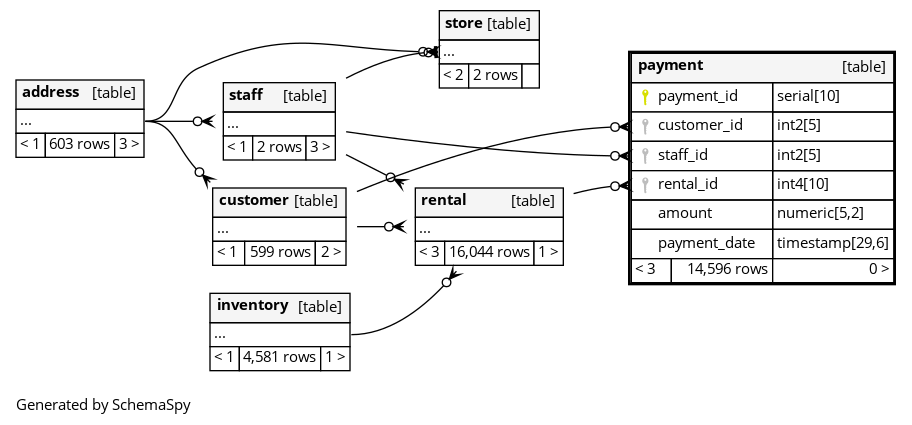 store [table]
...
< 2 2 rows
payment [table]
payment_id serial[10]
customer_id int2[5]
staff_id int2[5]
rental_id int4[10]
amount numeric[5,2]
payment_date timestamp[29,6]
< 3 14,596 rows 0 >
address [table]
...
< 1 603 rows 3 >
staff [table]
...
< 1 2 rows 3 >
customer [table]
...
< 1 599 rows 2 >
rental [table]
...
< 3 16,044 rows 1 >
inventory [table]
...
< 1 4,581 rows 1 >
Generated by SchemaSpy